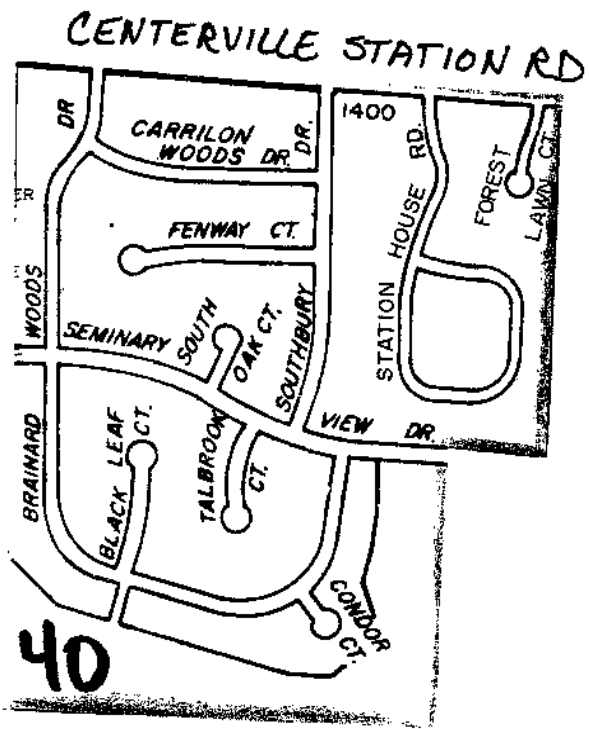 CENTERVILLE STATION RD
DR
CARRILON
WOODS DR.
DR.
1400
HOUSE RD.
FOREST
LAWN CT.
ER
FENWAY CT.
WOODS
SEMINARY
SOUTH
OAK CT.
SOUTHBURY
STATION
VIEW DR.
BRAINARD
BLACK LEAF
CT.
TALBROOK
CT.
CONDOR
CT.
40